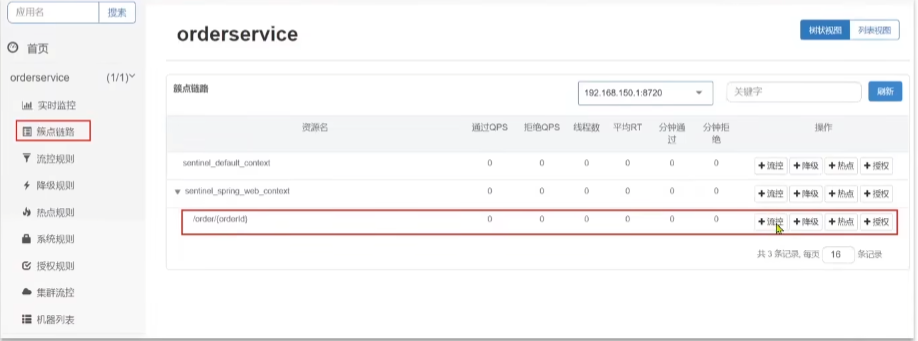 应用名 搜索
首页
orderservice (1/1)
实时监控
簇点链路
流控规则
降级规则
热点规则
系统规则
授权规则
集群流控
机器列表
orderservice
树状视图 列表视图
簇点链路
192.168.150.1:8720 关键字 刷新
资源名 通过QPS 拒绝QPS 线程数 平均RT 分钟通过 分钟拒绝 操作
sentinel_default_context 0 0 0 0 0 0 +流控 +降级 +热点 +授权
sentinel_spring_web_context 0 0 0 0 0 0 +流控 +降级 +热点 +授权
/order/{orderId} 0 0 0 0 0 0 +流控 +降级 +热点 +授权
共 3 条记录, 每页 16 条记录